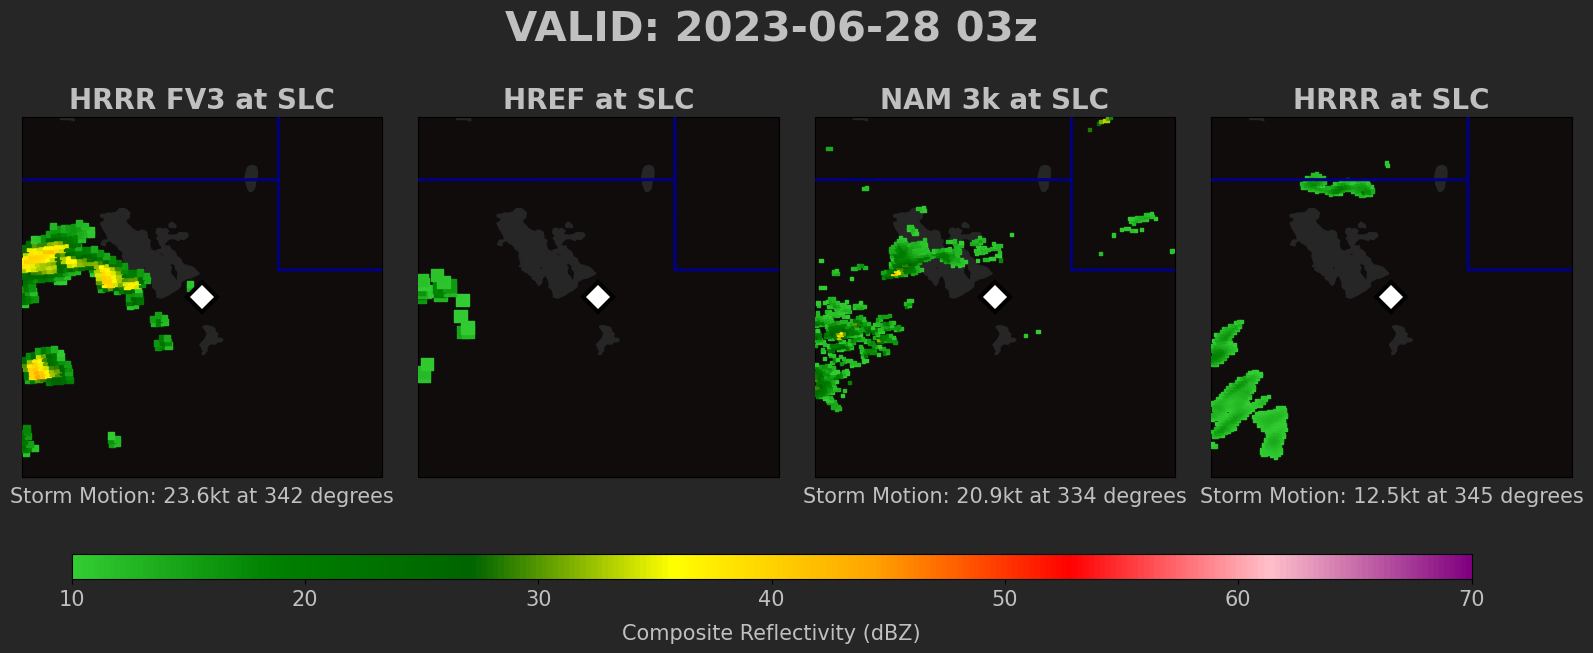 VALID: 2023-06-28 03z
HRRR FV3 at SLC
HREF at SLC
NAM 3k at SLC
HRRR at SLC
Storm Motion: 23.6kt at 342 degrees
Storm Motion: 20.9kt at 334 degrees
Storm Motion: 12.5kt at 345 degrees
10 20 30 40 50 60 70
Composite Reflectivity (dBZ)